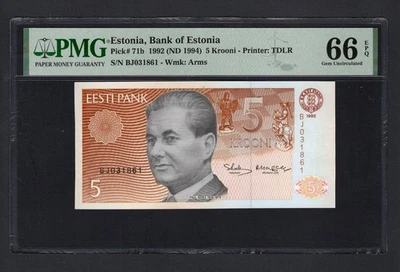 PMG
PAPER MONEY GUARANTY
Estonia, Bank of Estonia
Pick# 71b 1992 (ND 1994) 5 Krooni - Printer: TDLR
S/N BJ031861 - Wmk: Arms
66 EPQ
Gem Uncirculated
EESTI PANK
5
KROONI
1992
BJ031861
BJ031861
5
5